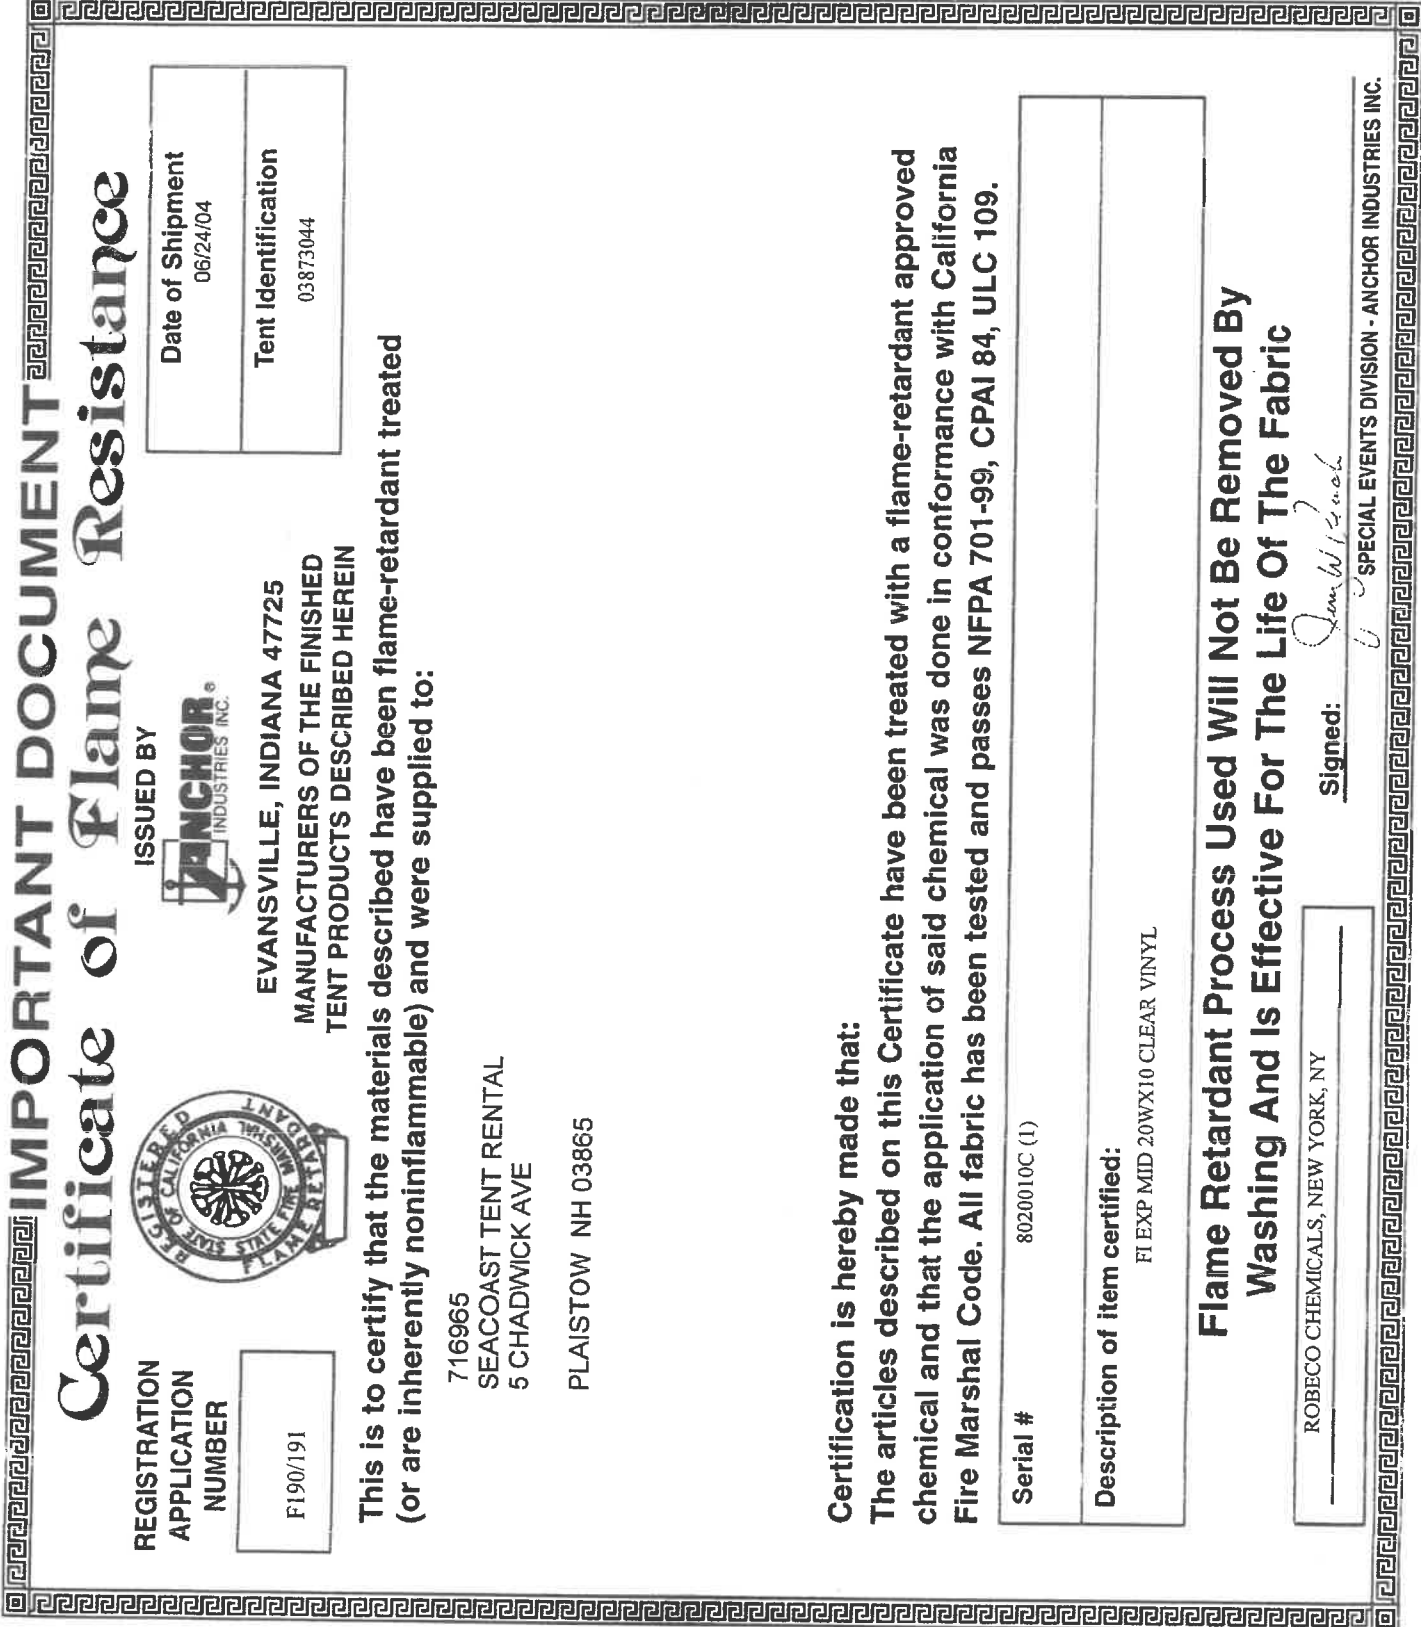 IMPORTANT DOCUMENT
Certificate of Flame Resistance
REGISTRATION
APPLICATION
NUMBER
F190/191
REGISTERED
STATE OF CALIFORNIA
STATE FIRE MARSHAL
FLAME RETARDANT
ISSUED BY
ANCHOR®
INDUSTRIES INC.
EVANSVILLE, INDIANA 47725
MANUFACTURERS OF THE FINISHED
TENT PRODUCTS DESCRIBED HEREIN
Date of Shipment
06/24/04
Tent Identification
03873044
This is to certify that the materials described have been flame-retardant treated
(or are inherently noninflammable) and were supplied to:
716965
SEACOAST TENT RENTAL
5 CHADWICK AVE
PLAISTOW NH 03865
Certification is hereby made that:
The articles described on this Certificate have been treated with a flame-retardant approved
chemical and that the application of said chemical was done in conformance with California
Fire Marshal Code. All fabric has been tested and passes NFPA 701-99, CPAI 84, ULC 109.
Serial # 8020010C (1)
Description of item certified:
FI EXP MID 20WX10 CLEAR VINYL
Flame Retardant Process Used Will Not Be Removed By
Washing And Is Effective For The Life Of The Fabric
ROBECO CHEMICALS, NEW YORK, NY
Signed:
SPECIAL EVENTS DIVISION - ANCHOR INDUSTRIES INC.